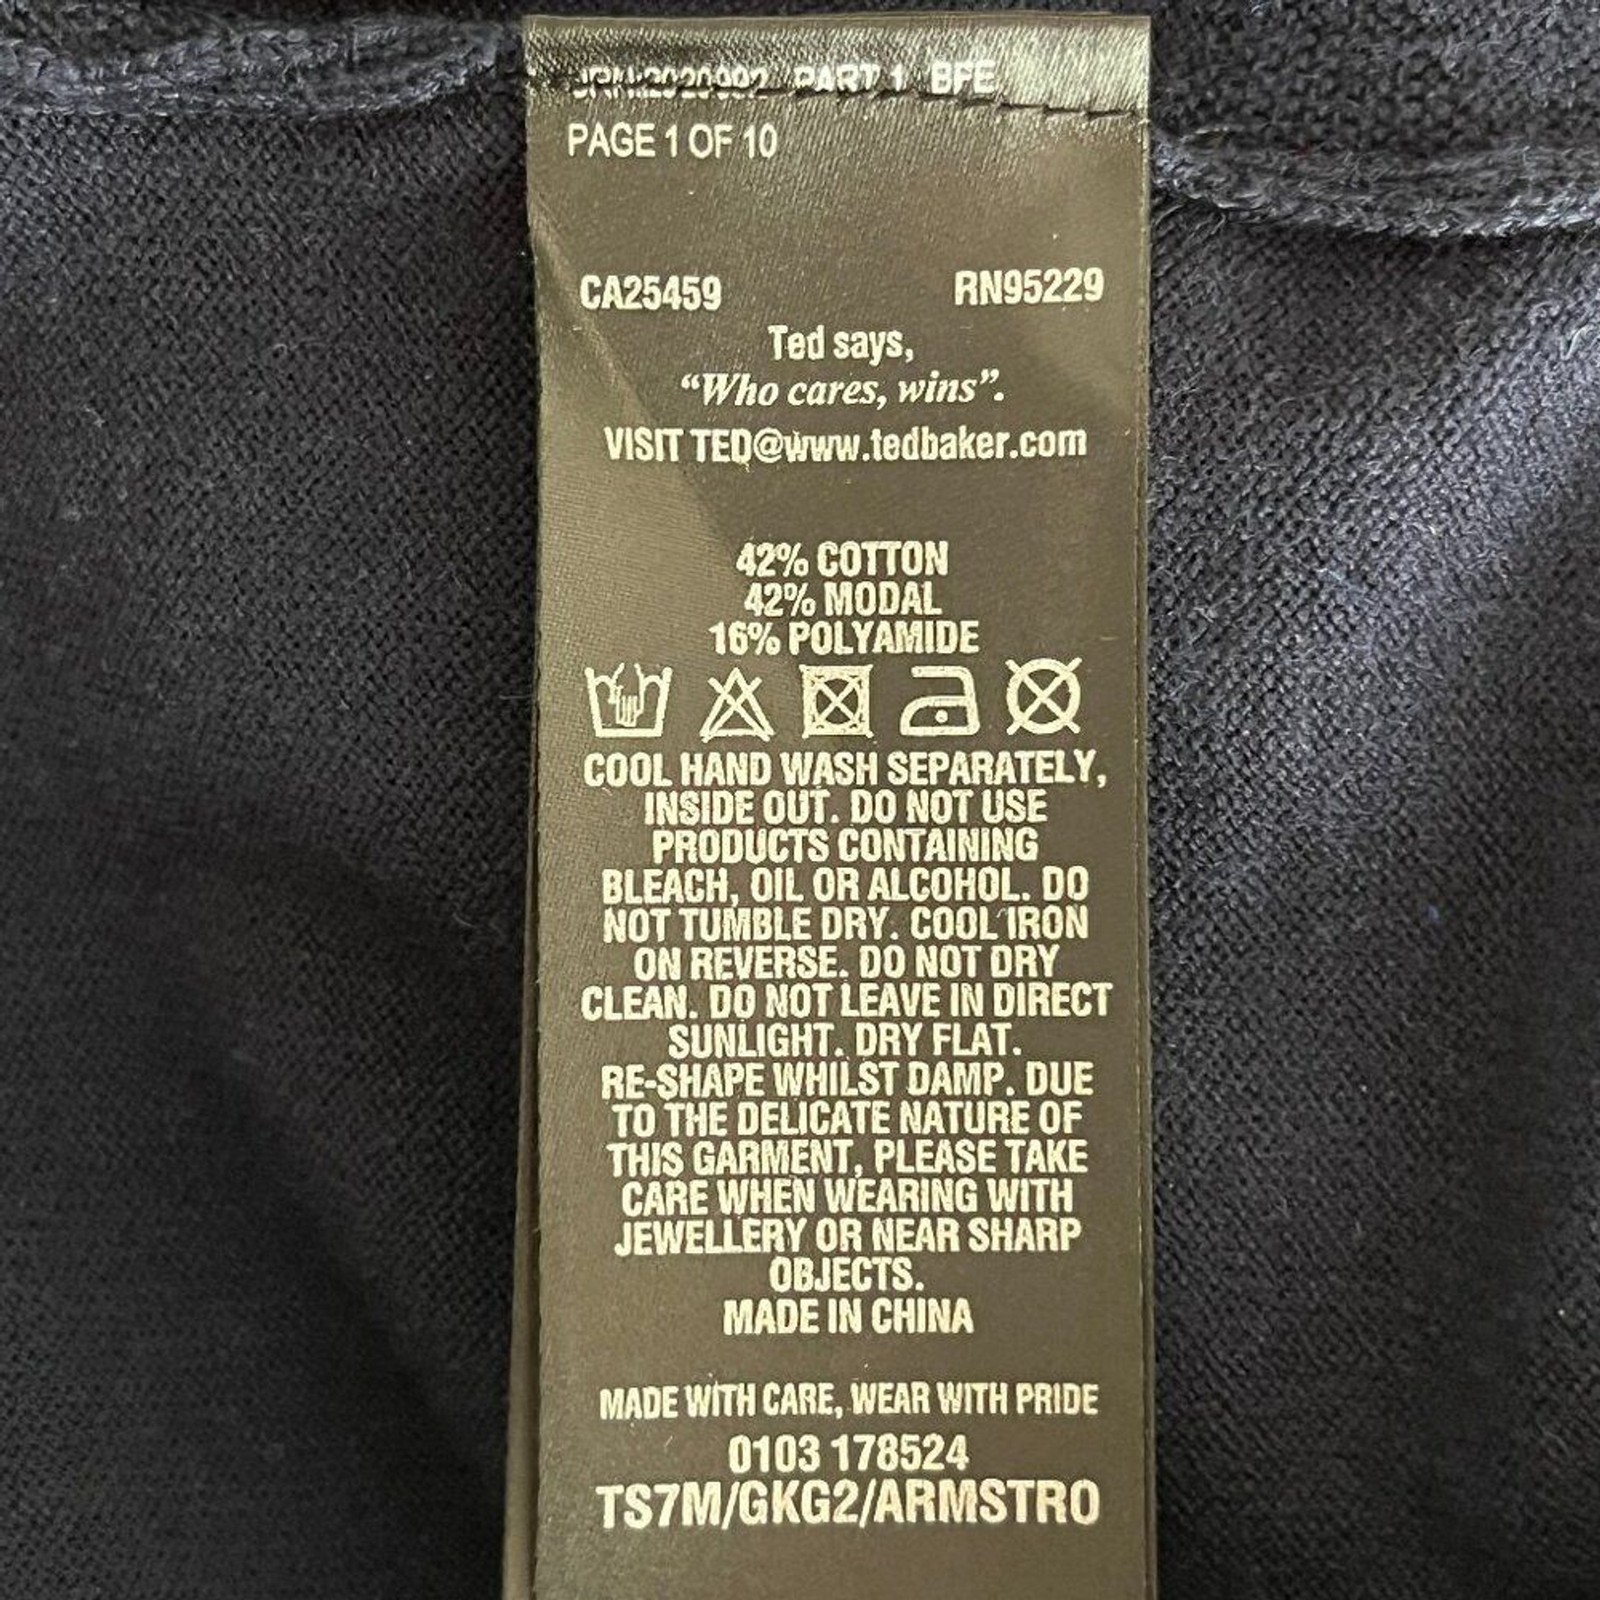 PART 1 BFE
PAGE 1 OF 10
CA25459 RN95229
Ted says,
“Who cares, wins”.
VISIT TED@www.tedbaker.com
42% COTTON
42% MODAL
16% POLYAMIDE
COOL HAND WASH SEPARATELY,
INSIDE OUT. DO NOT USE
PRODUCTS CONTAINING
BLEACH, OIL OR ALCOHOL. DO
NOT TUMBLE DRY. COOL IRON
ON REVERSE. DO NOT DRY
CLEAN. DO NOT LEAVE IN DIRECT
SUNLIGHT. DRY FLAT.
RE-SHAPE WHILST DAMP. DUE
TO THE DELICATE NATURE OF
THIS GARMENT, PLEASE TAKE
CARE WHEN WEARING WITH
JEWELLERY OR NEAR SHARP
OBJECTS.
MADE IN CHINA
MADE WITH CARE, WEAR WITH PRIDE
0103 178524
TS7M/GKG2/ARMSTRO